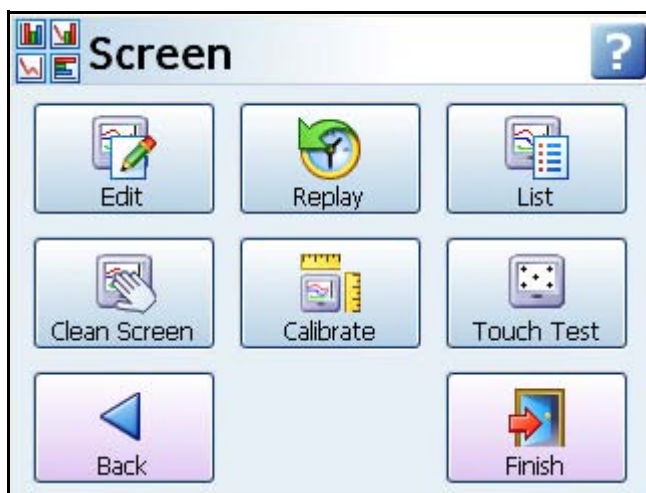 Screen
?
Edit
Replay
List
Clean Screen
Calibrate
Touch Test
Back
Finish